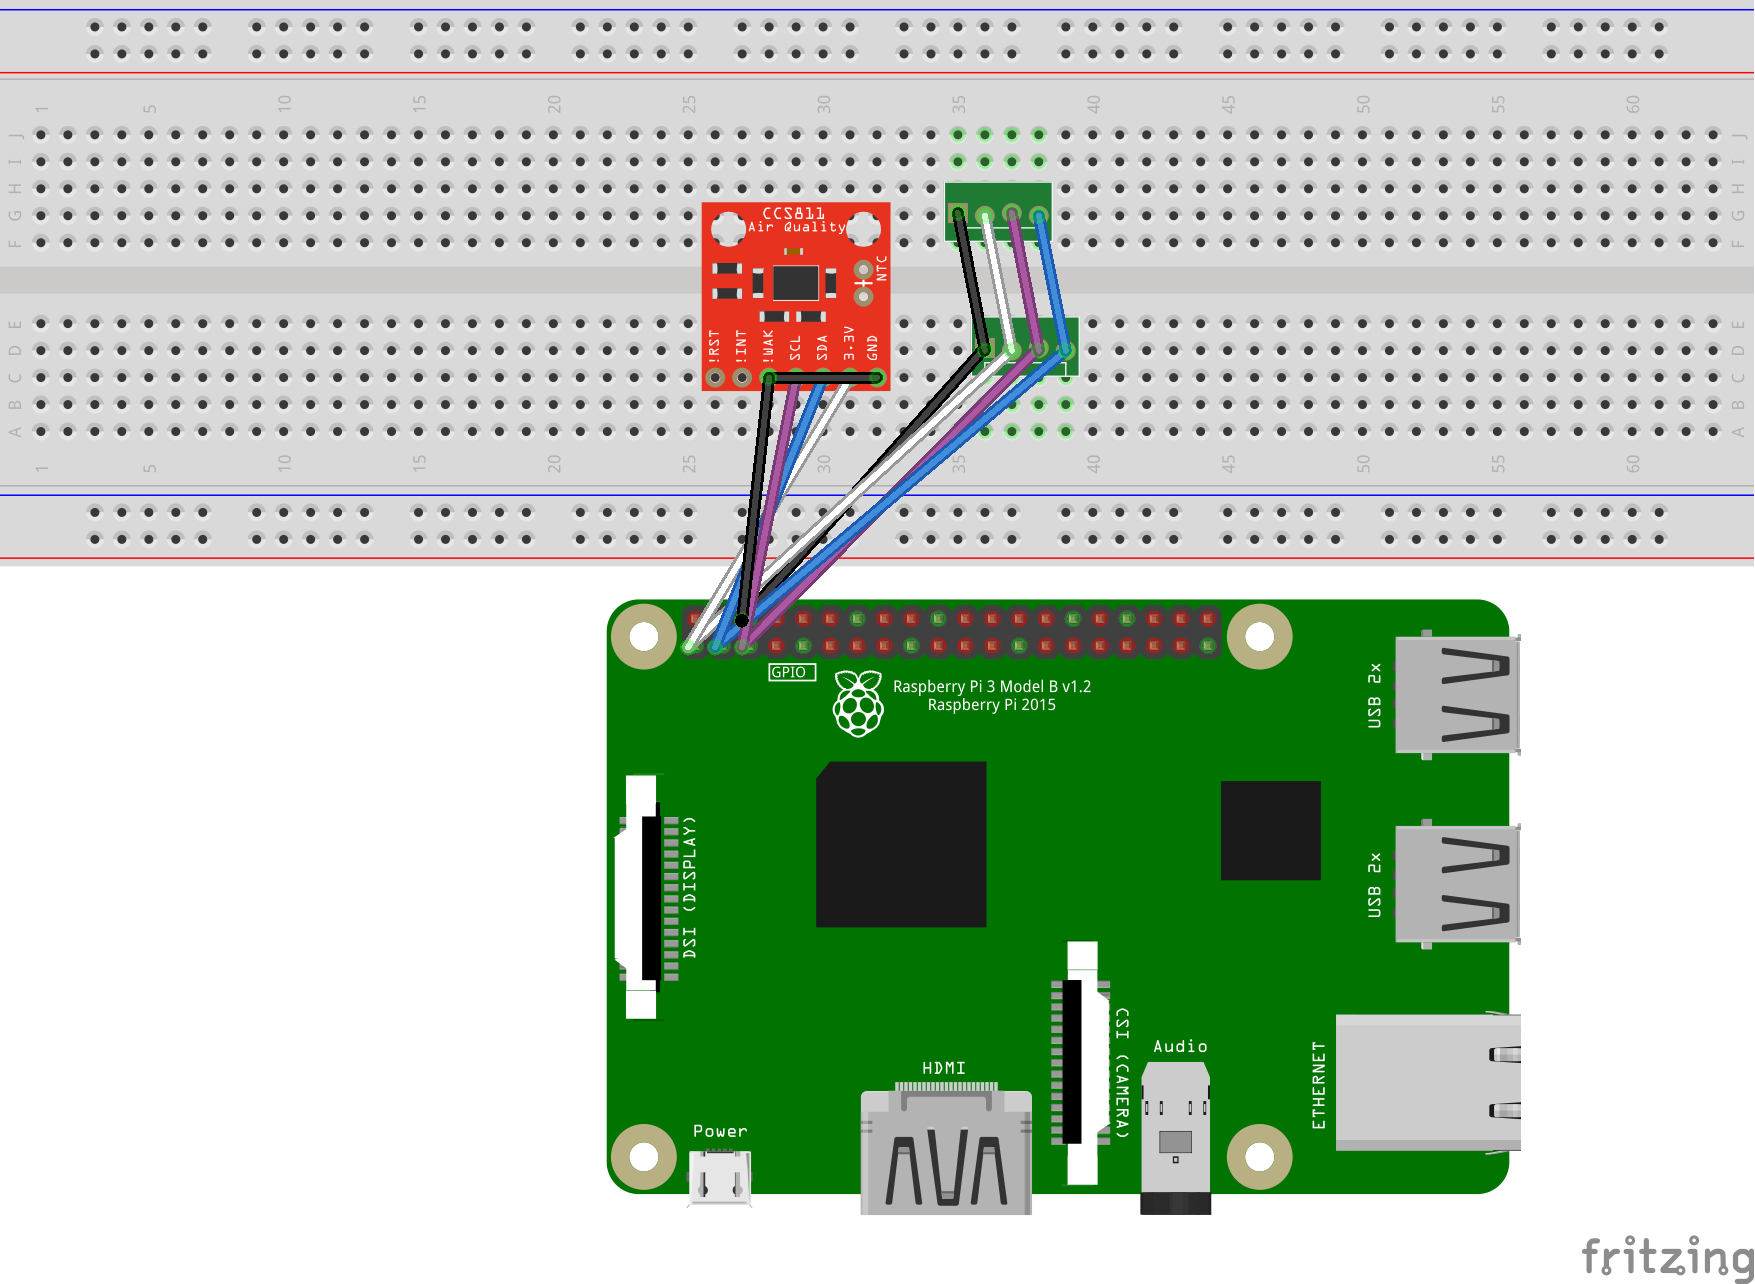 1 5 10 15 20 25 30 35 40 45 50 55 60
J J
I I
H H
G G
F F
CCS811
Air Quality
NTC
!RST !INT !WAK SCL SDA 3.3V GND
E E
D D
C C
B B
A A
1 5 10 15 20 25 30 35 40 45 50 55 60
1
GPIO
Raspberry Pi 3 Model B v1.2
Raspberry Pi 2015
USB 2x
DSI (DISPLAY)
USB 2x
CSI (CAMERA)
ETHERNET
Audio
HDMI
Power
fritzing